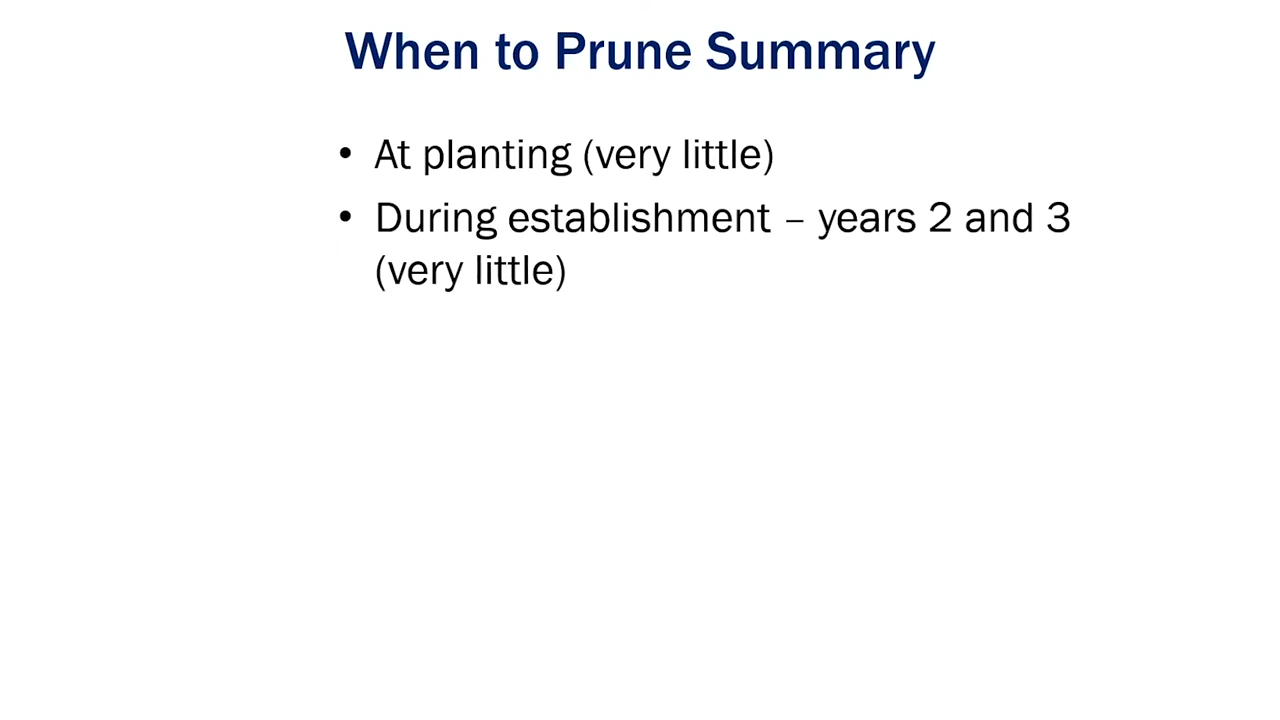 When to Prune Summary
• At planting (very little)
• During establishment – years 2 and 3
(very little)